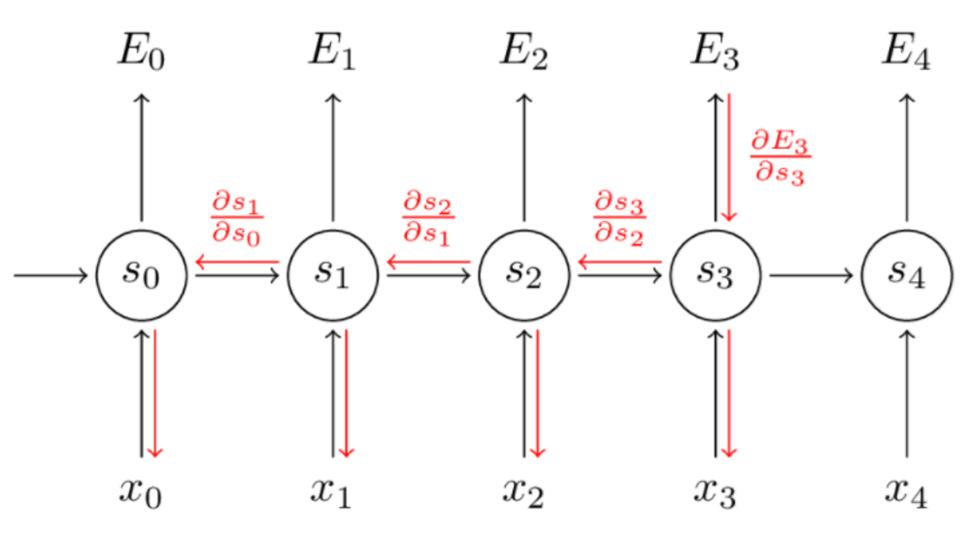 E₀ E₁ E₂ E₃ E₄
∂s₁/∂s₀ ∂s₂/∂s₁ ∂s₃/∂s₂ ∂E₃/∂s₃
s₀ s₁ s₂ s₃ s₄
x₀ x₁ x₂ x₃ x₄